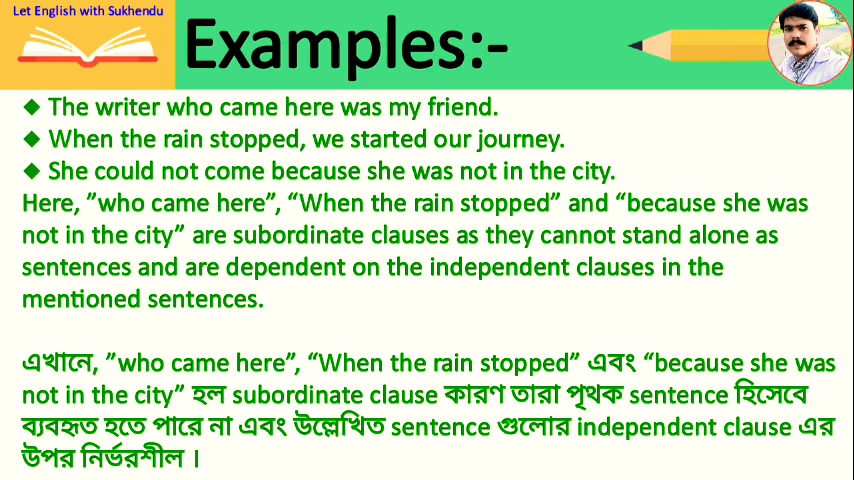 Let English with Sukhendu
Examples:-
◆ The writer who came here was my friend.
◆ When the rain stopped, we started our journey.
◆ She could not come because she was not in the city.
Here, ”who came here”, “When the rain stopped” and “because she was
not in the city” are subordinate clauses as they cannot stand alone as
sentences and are dependent on the independent clauses in the
mentioned sentences.
এখানে, ”who came here”, “When the rain stopped” এবং “because she was
not in the city” হল subordinate clause কারণ তারা পৃথক sentence হিসেবে
ব্যবহৃত হতে পারে না এবং উল্লেখিত sentence গুলোর independent clause এর
উপর নির্ভরশীল ।